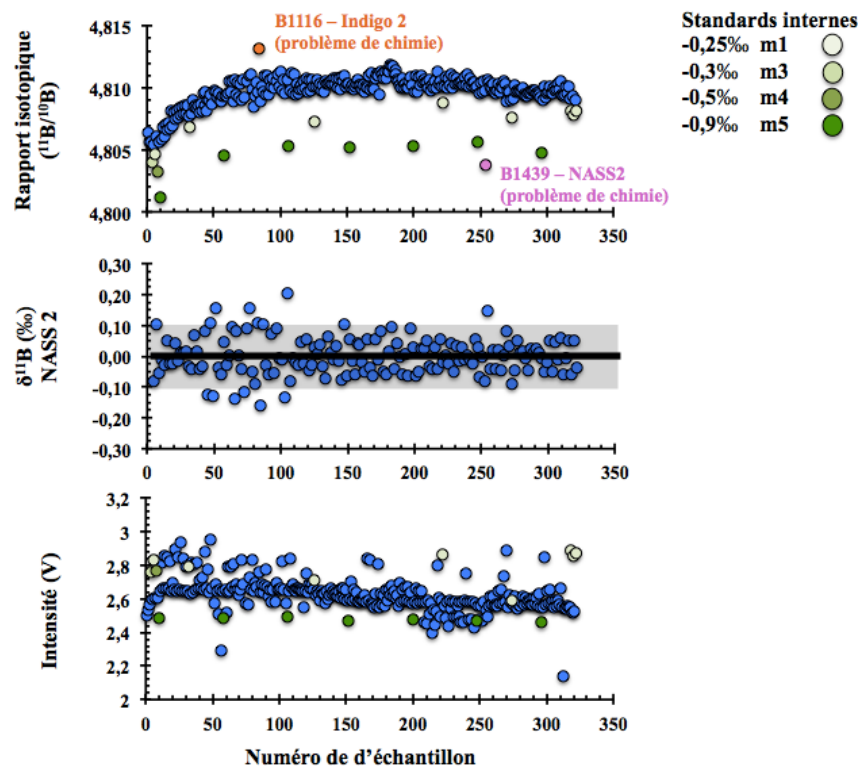 B1116 – Indigo 2
(problème de chimie)
Standards internes
-0,25‰ m1
-0,3‰ m3
-0,5‰ m4
-0,9‰ m5
Rapport isotopique
(¹¹B/¹⁰B)
4,815
4,810
4,805
4,800
B1439 – NASS2
(problème de chimie)
0 50 100 150 200 250 300 350
δ¹¹B (‰)
NASS 2
0,30
0,20
0,10
0,00
-0,10
-0,20
-0,30
0 50 100 150 200 250 300 350
Intensité (V)
3,2
3
2,8
2,6
2,4
2,2
2
0 50 100 150 200 250 300 350
Numéro de d'échantillon